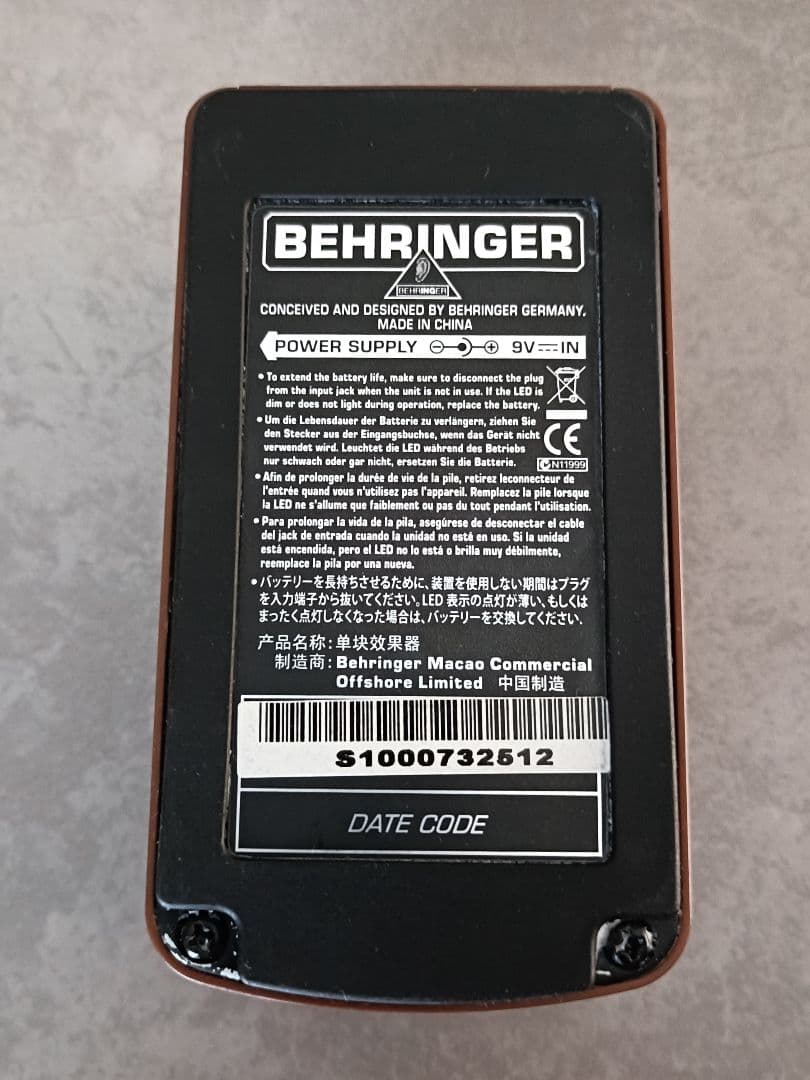 BEHRINGER
BEHRINGER
CONCEIVED AND DESIGNED BY BEHRINGER GERMANY.
MADE IN CHINA
POWER SUPPLY 9V IN
• To extend the battery life, make sure to disconnect the plug
from the input jack when the unit is not in use. If the LED is
dim or does not light during operation, replace the battery.
• Um die Lebensdauer der Batterie zu verlängern, ziehen Sie
den Stecker aus der Eingangsbuchse, wenn das Gerät nicht
verwendet wird. Leuchtet die LED während des Betriebs
nur schwach oder gar nicht, ersetzen Sie die Batterie.
CE
N11999
• Afin de prolonger la durée de vie de la pile, retirez leconnecteur de
l'entrée quand vous n'utilisez pas l'appareil. Remplacez la pile lorsque
la LED ne s'allume que faiblement ou pas du tout pendant l'utilisation.
• Para prolongar la vida de la pila, asegúrese de desconectar el cable
del jack de entrada cuando la unidad no está en uso. Si la unidad
está encendida, pero el LED no lo está o brilla muy débilmente,
reemplace la pila por una nueva.
• バッテリーを長持ちさせるために、装置を使用しない期間はプラグ
を入力端子から抜いてください。LED 表示の点灯が薄い、もしくは
まったく点灯しなくなった場合は、バッテリーを交換してください.
产品名称: 单块效果器
制造商: Behringer Macao Commercial
Offshore Limited 中国制造
S1000732512
DATE CODE